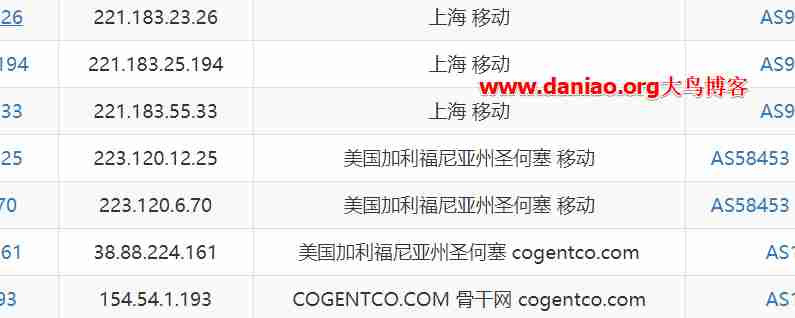 26 221.183.23.26 上海 移动 AS9
194 221.183.25.194 上海 移动 AS9
www.daniao.org大鸟博客
33 221.183.55.33 上海 移动 AS9
25 223.120.12.25 美国加利福尼亚州圣何塞 移动 AS58453
70 223.120.6.70 美国加利福尼亚州圣何塞 移动 AS58453
61 38.88.224.161 美国加利福尼亚州圣何塞 cogentco.com AS1
93 154.54.1.193 COGENTCO.COM 骨干网 cogentco.com AS1